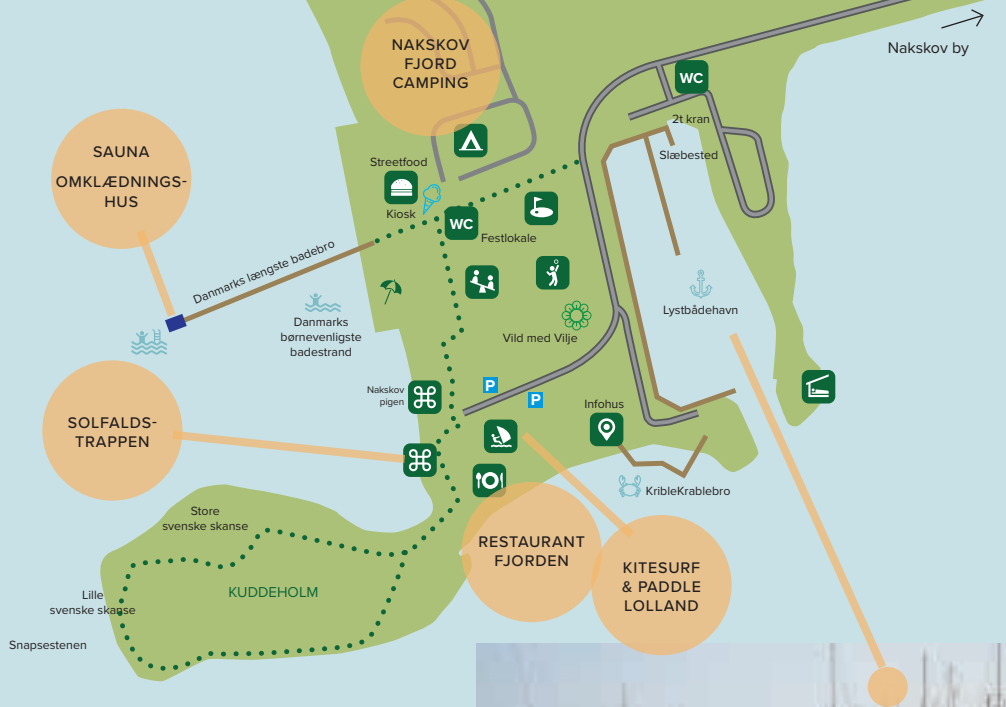 NAKSKOV
FJORD
CAMPING
Nakskov by
WC
2t kran
Slæbested
SAUNA
OMKLÆDNINGS-
HUS
Streetfood
Kiosk
WC
Festlokale
Danmarks længste badebro
Danmarks
børnevenligste
badestrand
Lystbådehavn
Vild med Vilje
Nakskov
pigen
P
P
Infohus
SOLFALDS-
TRAPPEN
KribleKrablebro
Store
svenske skanse
RESTAURANT
FJORDEN
KITESURF
& PADDLE
LOLLAND
KUDDEHOLM
Lille
svenske skanse
Snapsestenen